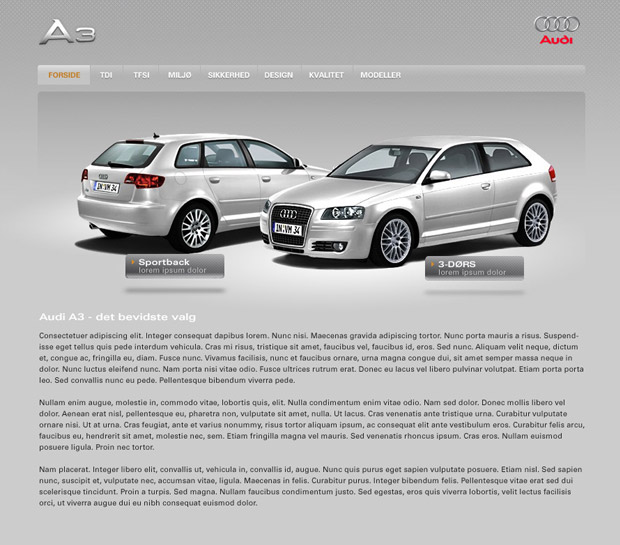 A3
Audi
FORSIDE TDI TFSI MILJØ SIKKERHED DESIGN KVALITET MODELLER
IN:VM 34
IN:VM 34
Sportback
lorem ipsum dolor
3-DØRS
lorem ipsum dolor
Audi A3 - det bevidste valg
Consectetuer adipiscing elit. Integer consequat dapibus lorem. Nunc nisi. Maecenas gravida adipiscing tortor. Nunc porta mauris a risus. Suspend-
isse eget tellus quis pede interdum vehicula. Cras mi risus, tristique sit amet, faucibus vel, faucibus id, eros. Sed nunc. Aliquam velit neque, dictum
et, congue ac, fringilla eu, diam. Fusce nunc. Vivamus facilisis, nunc et faucibus ornare, urna magna congue dui, sit amet semper massa neque in
dolor. Nunc luctus eleifend nunc. Nam porta nisi vitae odio. Fusce ultrices rutrum erat. Donec eu lacus vel libero pulvinar volutpat. Etiam porta porta
leo. Sed convallis nunc eu pede. Pellentesque bibendum viverra pede.
Nullam enim augue, molestie in, commodo vitae, lobortis quis, elit. Nulla condimentum enim vitae odio. Nam sed dolor. Donec mollis libero vel
dolor. Aenean erat nisl, pellentesque eu, pharetra non, vulputate sit amet, nulla. Ut lacus. Cras venenatis ante tristique urna. Curabitur vulputate
ornare nisi. Ut at urna. Cras feugiat, ante et varius nonummy, risus tortor aliquam ipsum, ac consequat elit ante vestibulum eros. Curabitur felis arcu,
faucibus eu, hendrerit sit amet, molestie nec, sem. Etiam fringilla magna vel mauris. Sed venenatis rhoncus ipsum. Cras eros. Nullam euismod
posuere ligula. Proin nec tortor.
Nam placerat. Integer libero elit, convallis ut, vehicula in, convallis id, augue. Nunc quis purus eget sapien vulputate posuere. Etiam nisl. Sed sapien
nunc, suscipit et, vulputate nec, accumsan vitae, ligula. Maecenas in felis. Curabitur purus. Integer bibendum felis. Pellentesque vitae erat sed dui
scelerisque tincidunt. Proin a turpis. Sed magna. Nullam faucibus condimentum justo. Sed egestas, eros quis viverra lobortis, velit lectus facilisis
orci, ut viverra augue dui eu nibh consequat euismod dolor.